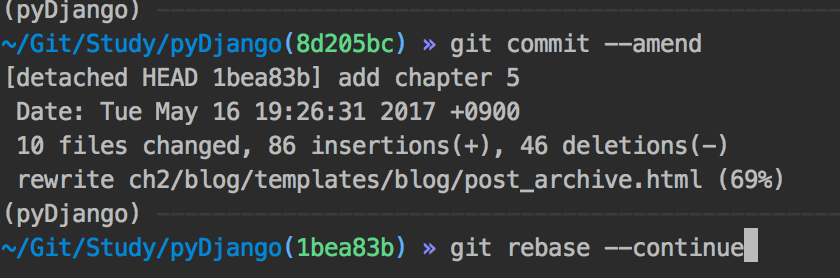 (pyDjango)
~/Git/Study/pyDjango(8d205bc) » git commit --amend
[detached HEAD 1bea83b] add chapter 5
 Date: Tue May 16 19:26:31 2017 +0900
 10 files changed, 86 insertions(+), 46 deletions(-)
 rewrite ch2/blog/templates/blog/post_archive.html (69%)
(pyDjango)
~/Git/Study/pyDjango(1bea83b) » git rebase --continue